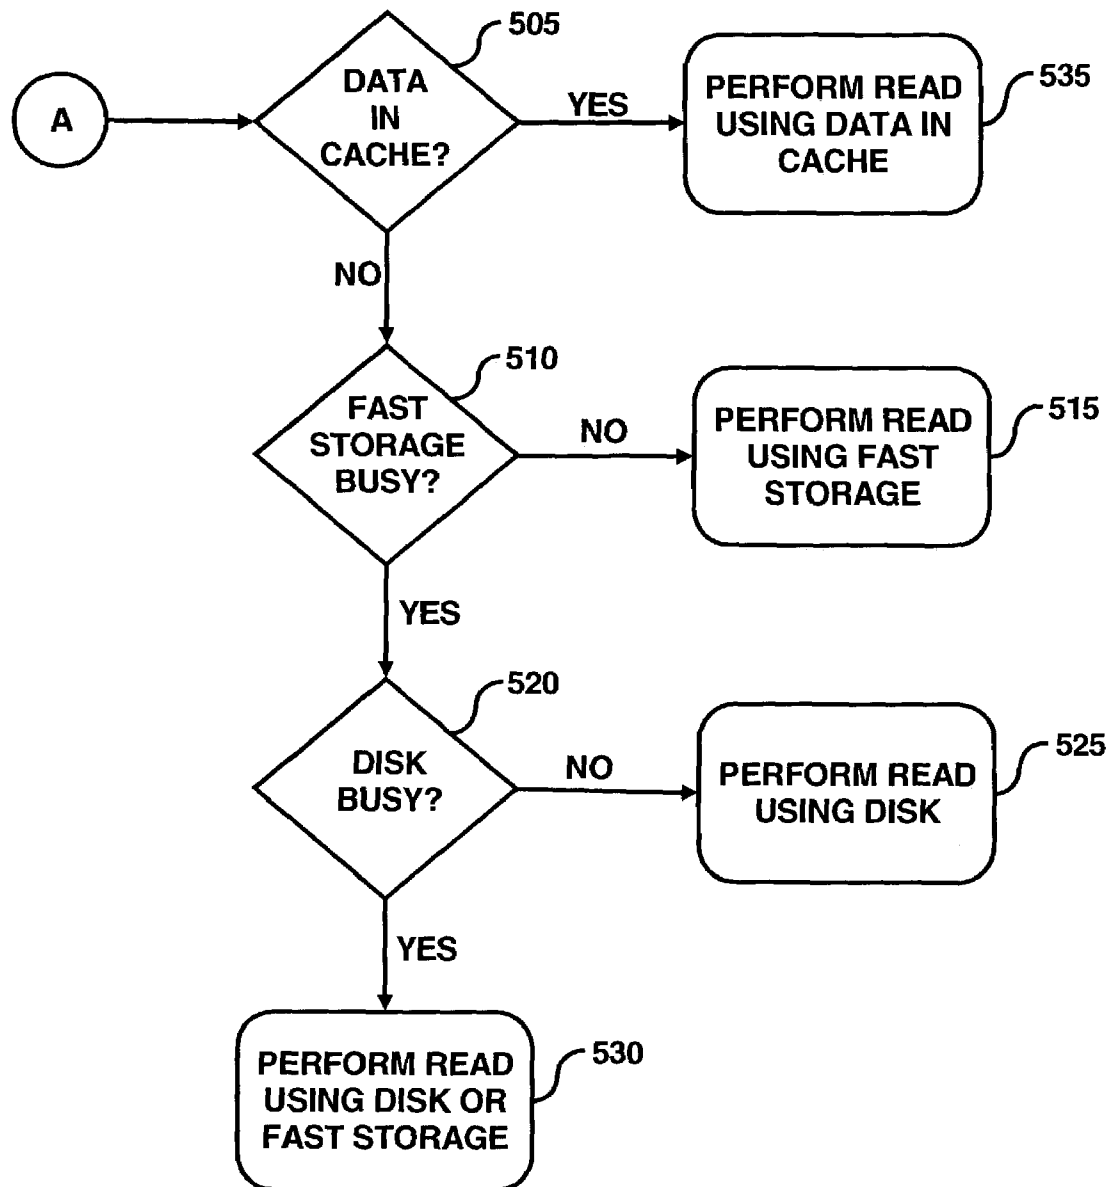 505
DATA
IN
CACHE?
A
YES
PERFORM READ
USING DATA IN
CACHE
535
NO
510
FAST
STORAGE
BUSY?
NO
PERFORM READ
USING FAST
STORAGE
515
YES
520
DISK
BUSY?
NO
PERFORM READ
USING DISK
525
YES
PERFORM READ
USING DISK OR
FAST STORAGE
530